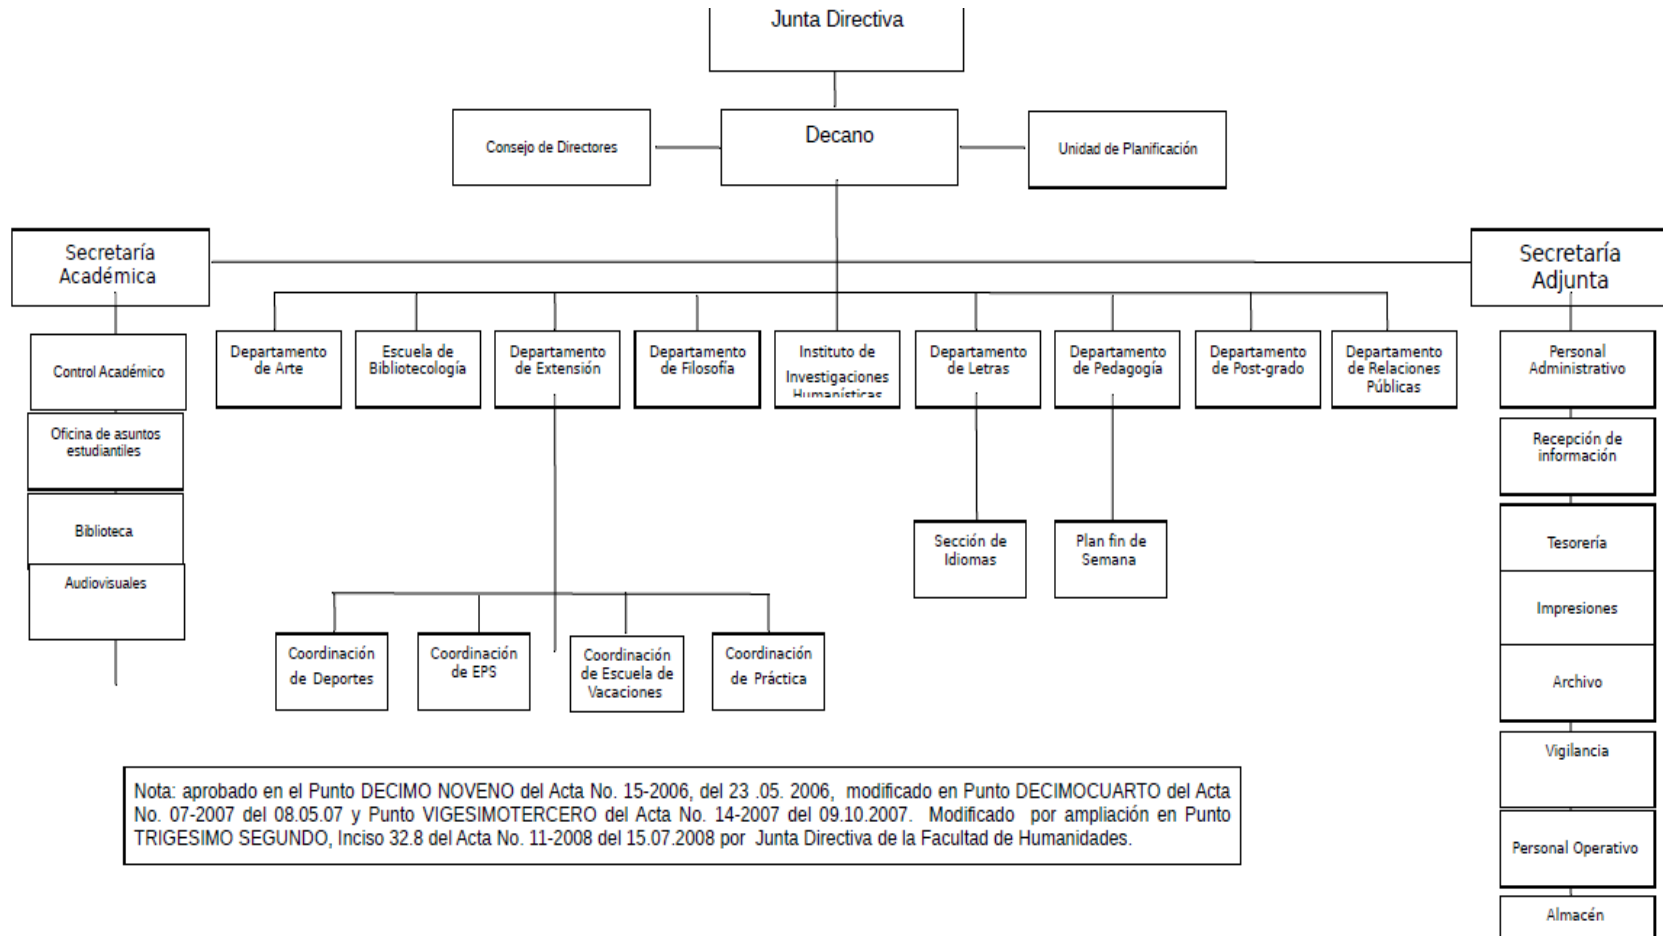 Junta Directiva
Consejo de Directores
Decano
Unidad de Planificación
Secretaría
Académica
Secretaría
Adjunta
Departamento
de Arte
Escuela de
Bibliotecología
Departamento
de Extensión
Departamento
de Filosofía
Instituto de
Investigaciones
Humanísticas
Departamento
de Letras
Departamento
de Pedagogía
Departamento
de Post-grado
Departamento
de Relaciones
Públicas
Control Académico
Oficina de asuntos
estudiantiles
Biblioteca
Audiovisuales
Personal
Administrativo
Recepción de
información
Tesorería
Impresiones
Archivo
Vigilancia
Personal Operativo
Almacén
Sección de
Idiomas
Plan fin de
Semana
Coordinación
de Deportes
Coordinación
de EPS
Coordinación
de Escuela de
Vacaciones
Coordinación
de Práctica
Nota: aprobado en el Punto DECIMO NOVENO del Acta No. 15-2006, del 23 .05. 2006, modificado en Punto DECIMOCUARTO del Acta
No. 07-2007 del 08.05.07 y Punto VIGESIMOTERCERO del Acta No. 14-2007 del 09.10.2007. Modificado por ampliación en Punto
TRIGESIMO SEGUNDO, Inciso 32.8 del Acta No. 11-2008 del 15.07.2008 por Junta Directiva de la Facultad de Humanidades.